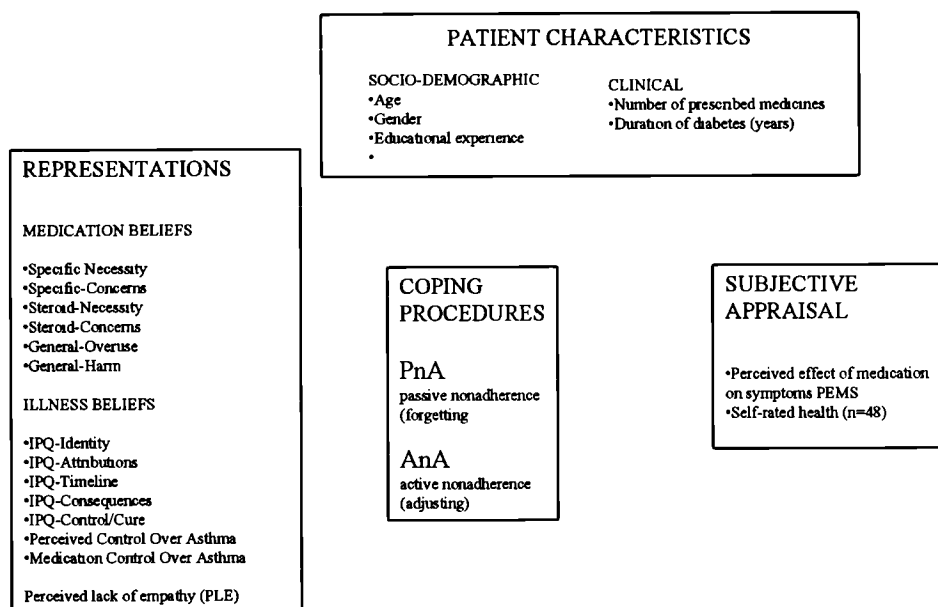 PATIENT CHARACTERISTICS
SOCIO-DEMOGRAPHIC
•Age
•Gender
•Educational experience
•
CLINICAL
•Number of prescribed medicines
•Duration of diabetes (years)
REPRESENTATIONS
MEDICATION BELIEFS
•Specific Necessity
•Specific-Concerns
•Steroid-Necessity
•Steroid-Concerns
•General-Overuse
•General-Harm
ILLNESS BELIEFS
•IPQ-Identity
•IPQ-Attributions
•IPQ-Timeline
•IPQ-Consequences
•IPQ-Control/Cure
•Perceived Control Over Asthma
•Medication Control Over Asthma
Perceived lack of empathy (PLE)
COPING
PROCEDURES
PnA
passive nonadherence
(forgetting
AnA
active nonadherence
(adjusting)
SUBJECTIVE
APPRAISAL
•Perceived effect of medication
on symptoms PEMS
•Self-rated health (n=48)